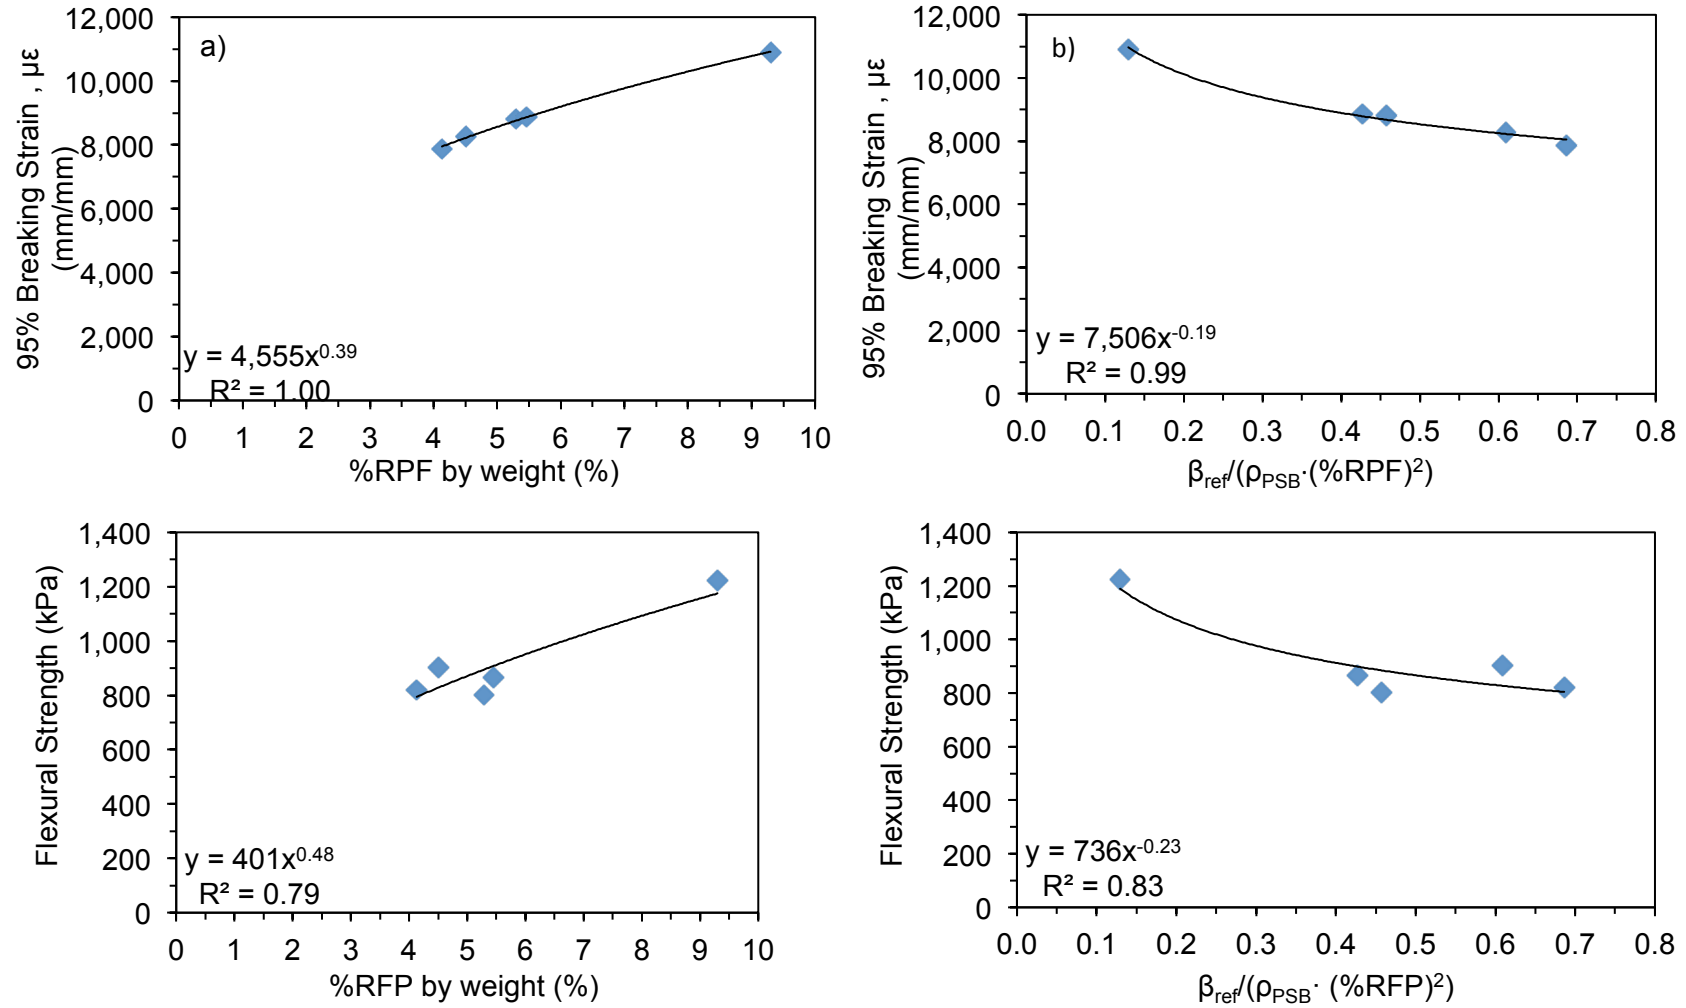 12,000
10,000
8,000
6,000
4,000
2,000
0
95% Breaking Strain , με
(mm/mm)
a)
y = 4,555x^0.39
R² = 1.00
0 1 2 3 4 5 6 7 8 9 10
%RPF by weight (%)
12,000
10,000
8,000
6,000
4,000
2,000
0
95% Breaking Strain , με
(mm/mm)
b)
y = 7,506x^-0.19
R² = 0.99
0.0 0.1 0.2 0.3 0.4 0.5 0.6 0.7 0.8
βref/(ρPSB·(%RPF)²)
1,400
1,200
1,000
800
600
400
200
0
Flexural Strength (kPa)
y = 401x^0.48
R² = 0.79
0 1 2 3 4 5 6 7 8 9 10
%RFP by weight (%)
1,400
1,200
1,000
800
600
400
200
0
Flexural Strength (kPa)
y = 736x^-0.23
R² = 0.83
0.0 0.1 0.2 0.3 0.4 0.5 0.6 0.7 0.8
βref/(ρPSB· (%RFP)²)